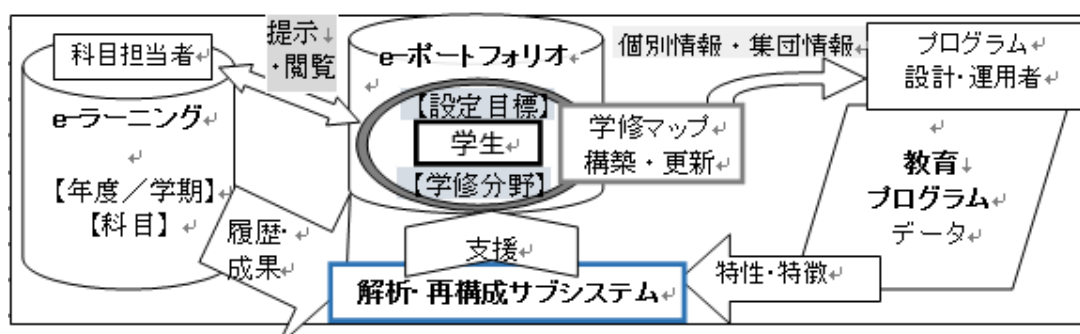 科目担当者
e-ラーニング
【年度／学期】
【科目】
提示
・閲覧
e-ポートフォリオ
【設定目標】
学生
【学修分野】
学修マップ
構築・更新
個別情報・集団情報
プログラム
設計・運用者
教育
プログラム
データ
履歴・
成果
支援
解析・再構成サブシステム
特性・特徴